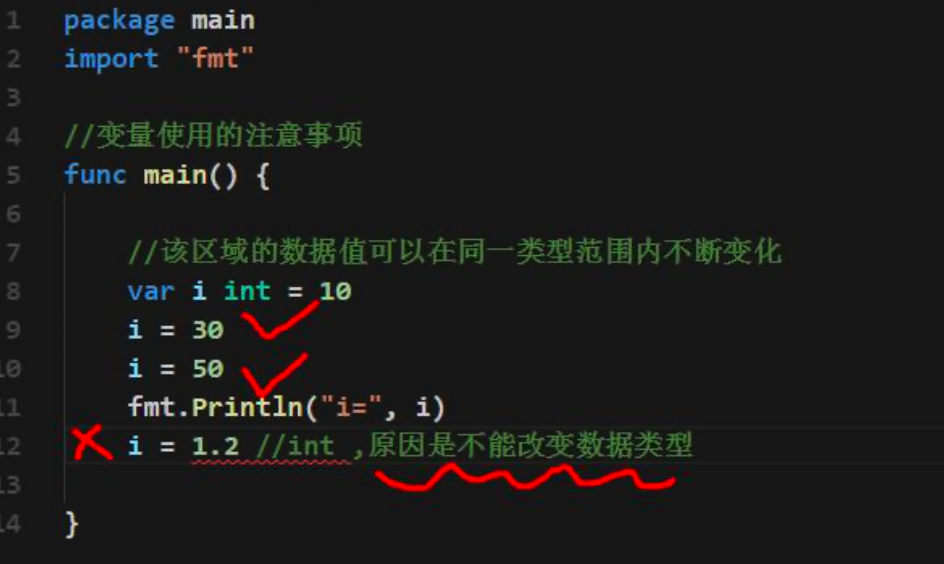 1 package main
2 import "fmt"
3
4 //变量使用的注意事项
5 func main() {
6
7 //该区域的数据值可以在同一类型范围内不断变化
8 var i int = 10
9 i = 30
10 i = 50
11 fmt.Println("i=", i)
12 i = 1.2 //int ,原因是不能改变数据类型
13
14 }